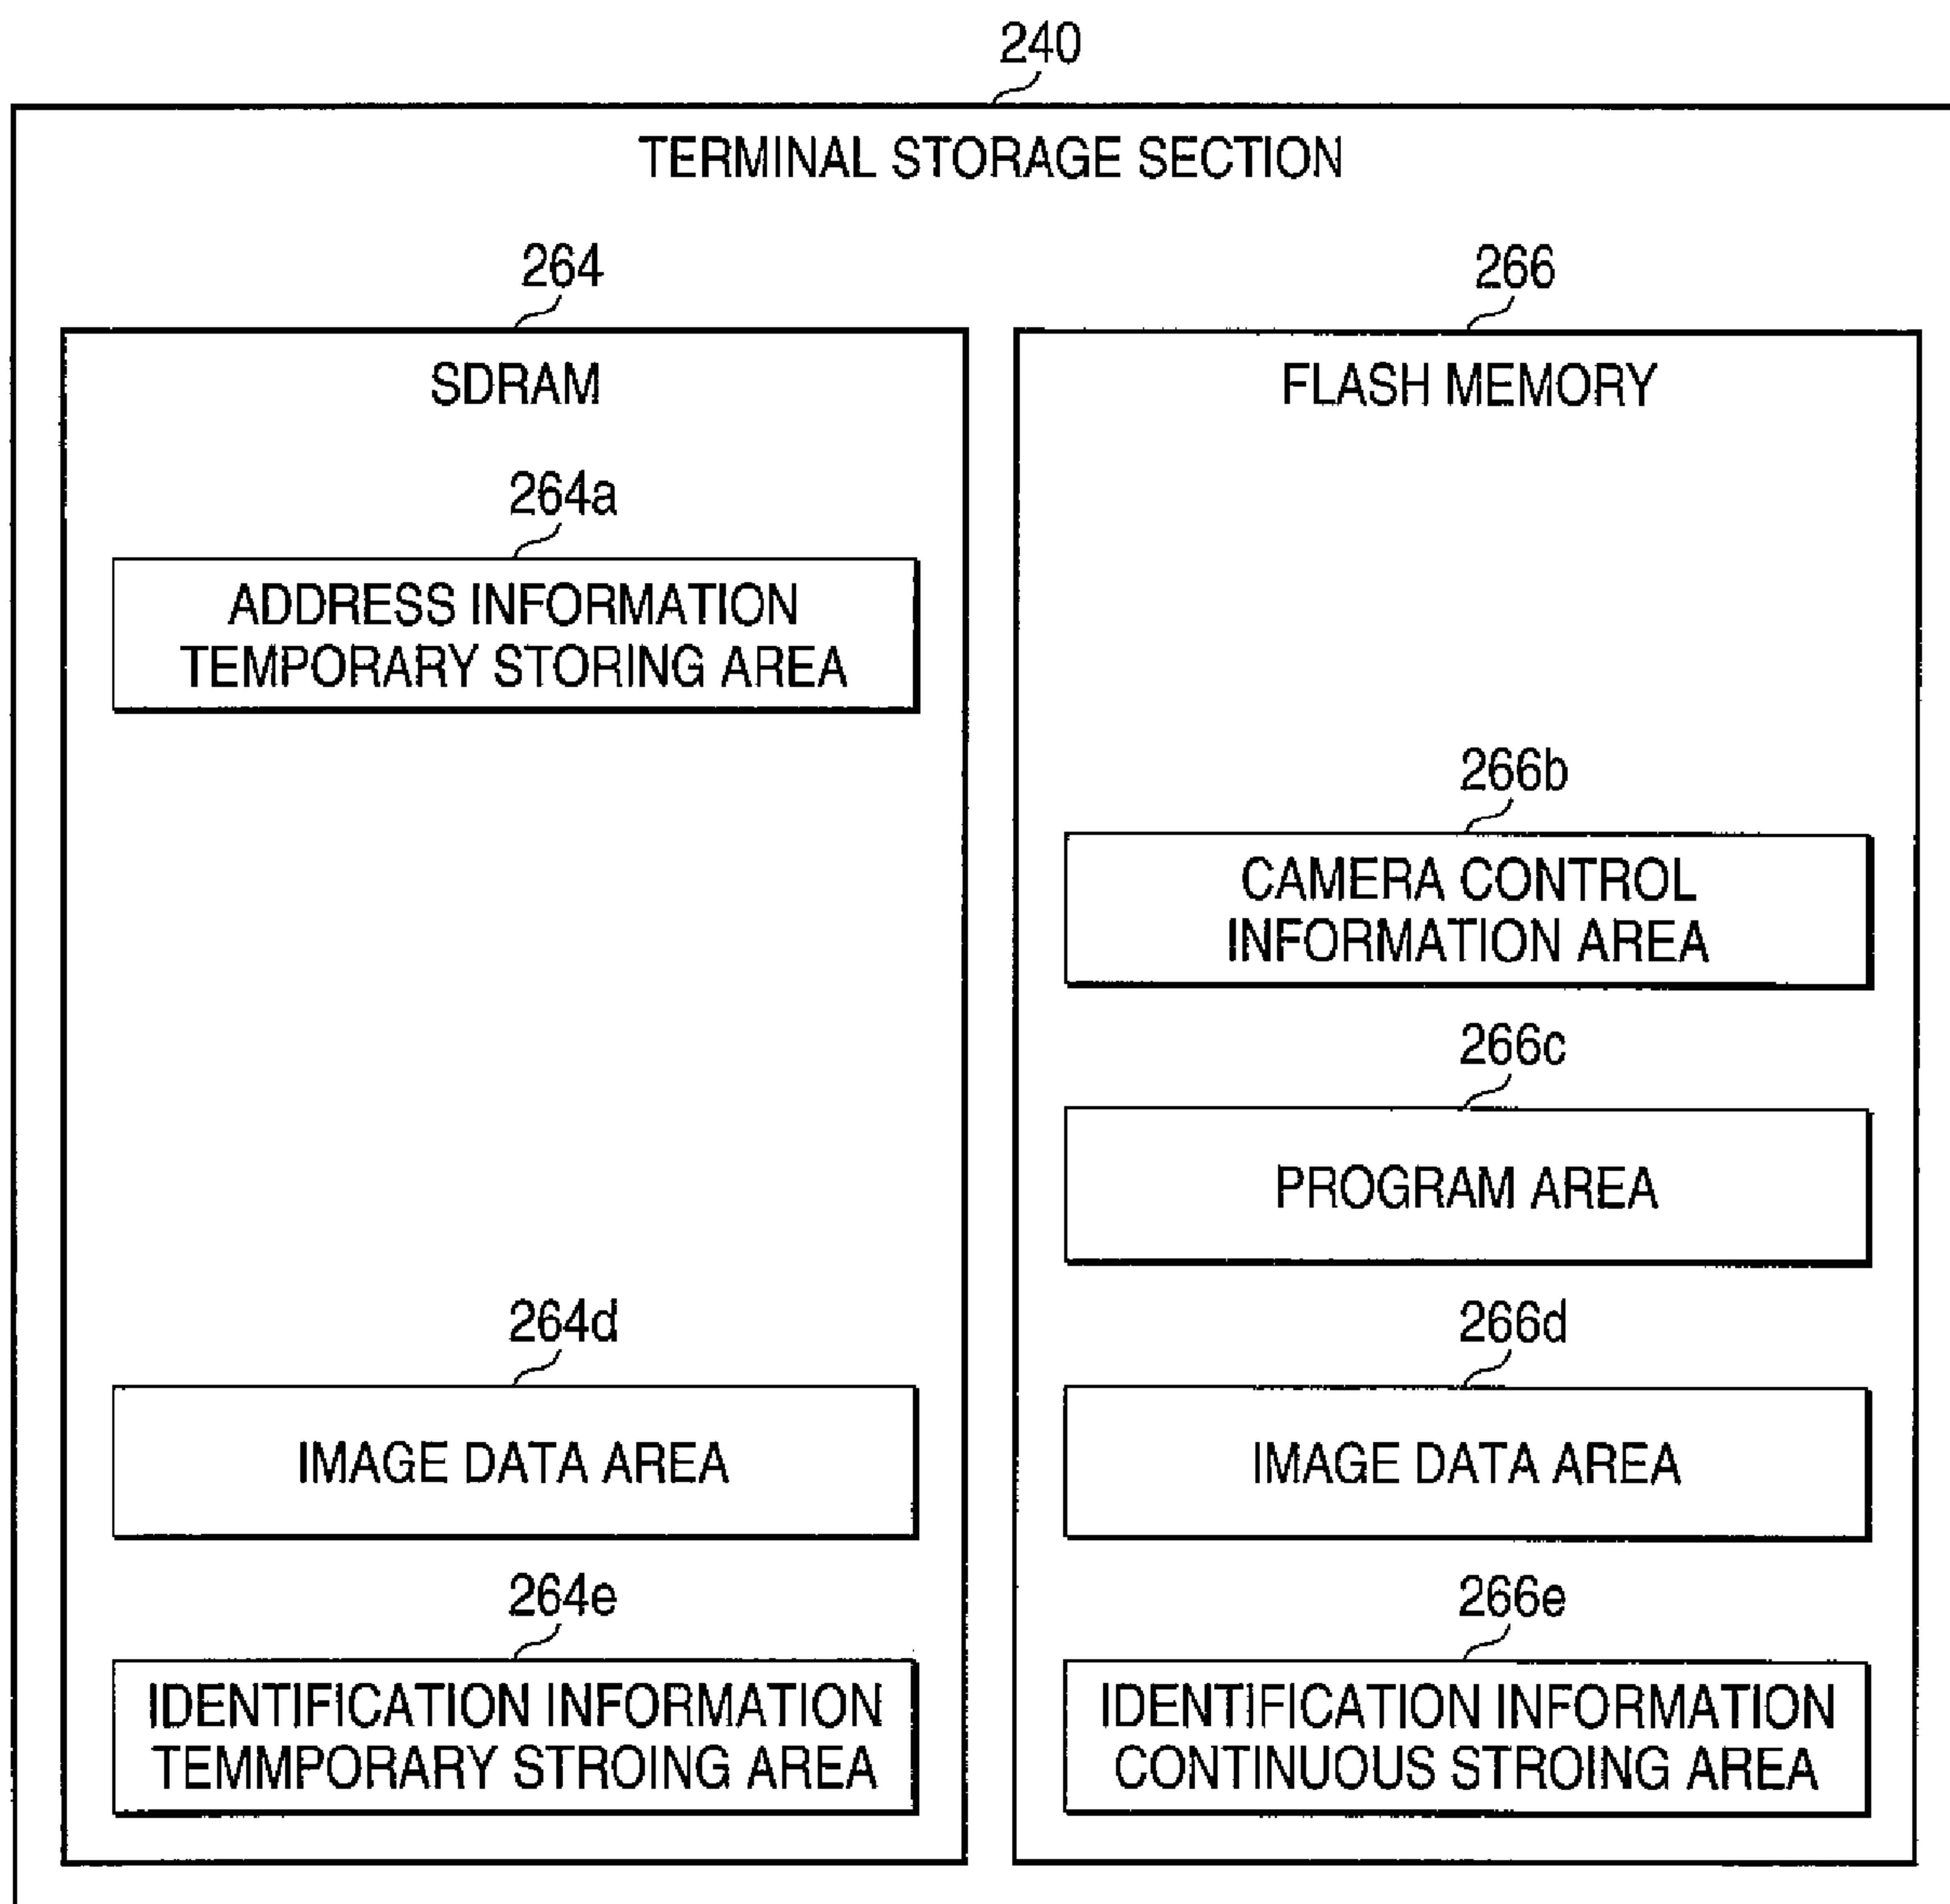 240
TERMINAL STORAGE SECTION
264
SDRAM
264a
ADDRESS INFORMATION
TEMPORARY STORING AREA
264d
IMAGE DATA AREA
264e
IDENTIFICATION INFORMATION
TEMMPORARY STROING AREA
266
FLASH MEMORY
266b
CAMERA CONTROL
INFORMATION AREA
266c
PROGRAM AREA
266d
IMAGE DATA AREA
266e
IDENTIFICATION INFORMATION
CONTINUOUS STROING AREA